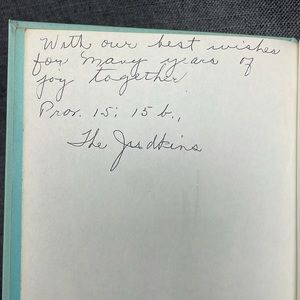 With our best wishes
for many years of
joy together
Prov. 15: 15 b.,
The Judkins